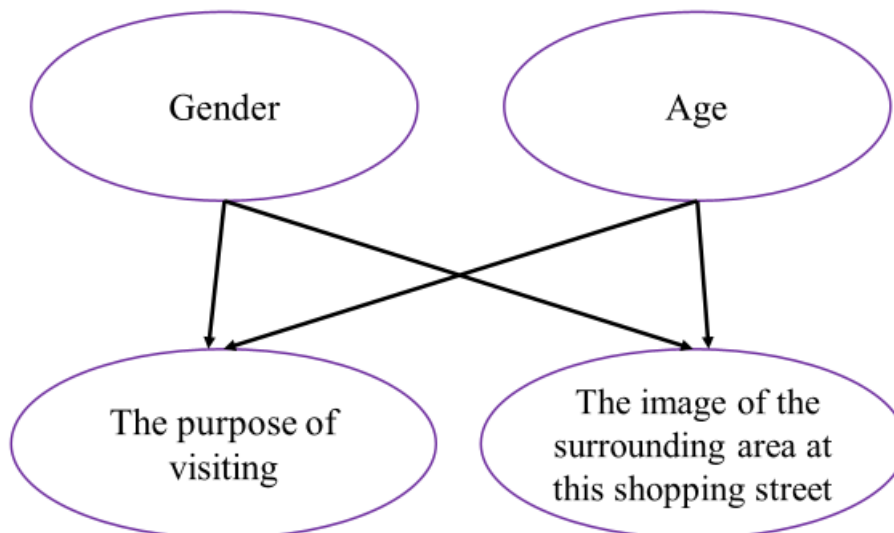 Gender
Age
The purpose of
visiting
The image of the
surrounding area at
this shopping street